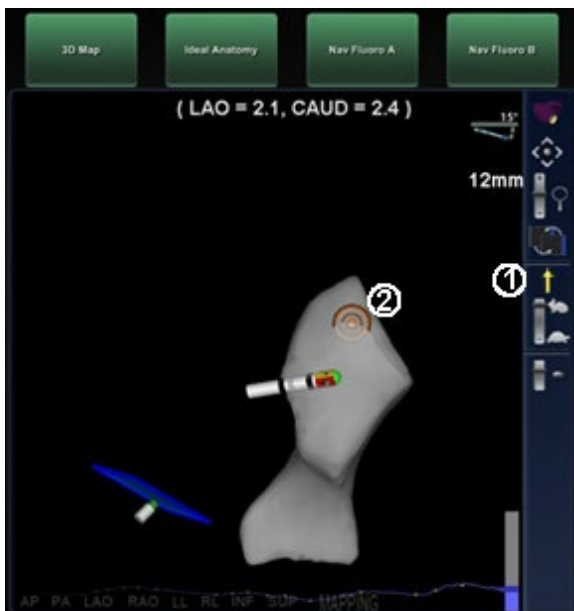 3D Map Ideal Anatomy Nav Fluoro A Nav Fluoro B
( LAO = 2.1, CAUD = 2.4 )
15°
12mm
1
2
AP PA LAO RAO LL RL INF SUP - MAPPING